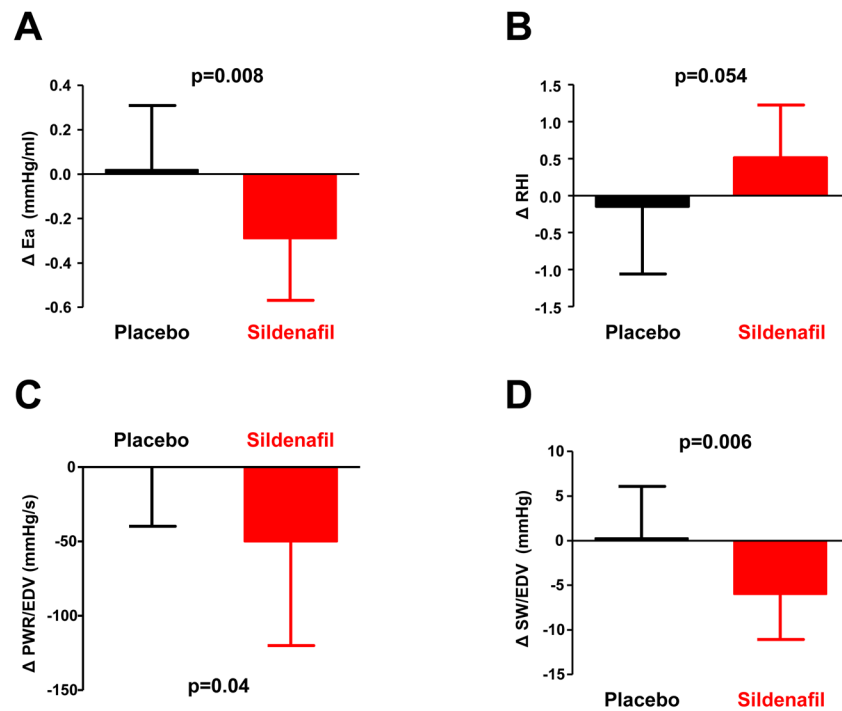 A
p=0.008
Δ Ea (mmHg/ml)
0.4
0.2
0.0
-0.2
-0.4
-0.6
Placebo Sildenafil
B
p=0.054
Δ RHI
1.5
1.0
0.5
0.0
-0.5
-1.0
-1.5
Placebo Sildenafil
C
Placebo Sildenafil
Δ PWR/EDV (mmHg/s)
0
-50
-100
-150
p=0.04
D
p=0.006
Δ SW/EDV (mmHg)
10
5
0
-5
-10
-15
Placebo Sildenafil